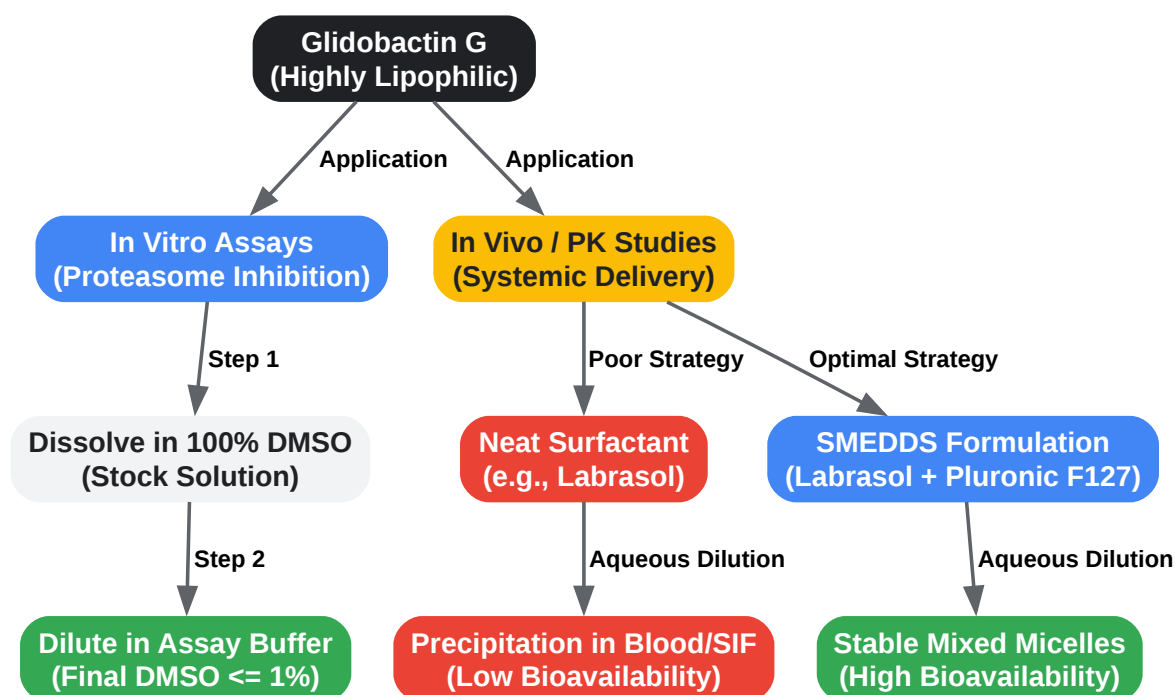 Glidobactin G
(Highly Lipophilic)
Application
Application
In Vitro Assays
(Proteasome Inhibition)
In Vivo / PK Studies
(Systemic Delivery)
Step 1
Poor Strategy
Optimal Strategy
Dissolve in 100% DMSO
(Stock Solution)
Neat Surfactant
(e.g., Labrasol)
SMEDDS Formulation
(Labrasol + Pluronic F127)
Step 2
Aqueous Dilution
Aqueous Dilution
Dilute in Assay Buffer
(Final DMSO <= 1%)
Precipitation in Blood/SIF
(Low Bioavailability)
Stable Mixed Micelles
(High Bioavailability)